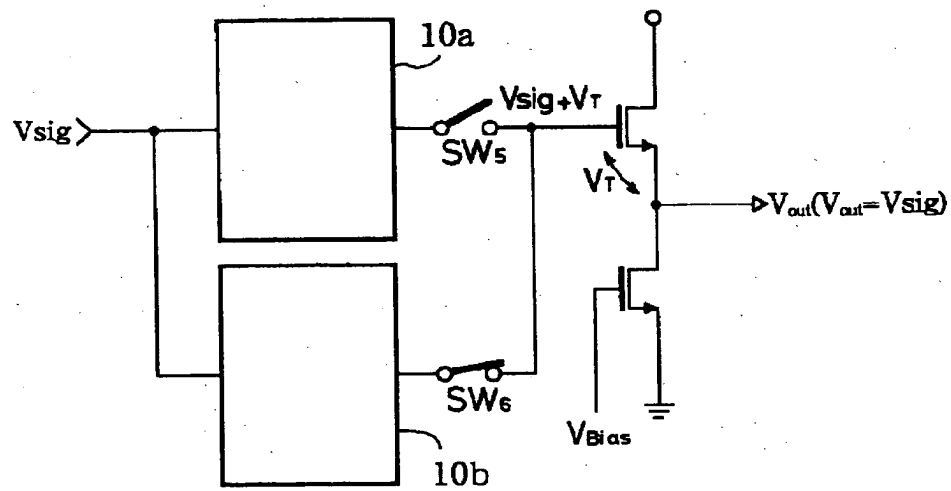 10a
Vsig+VT
Vsig
SW5
VT
Vout(Vout=Vsig)
SW6
VBias
10b